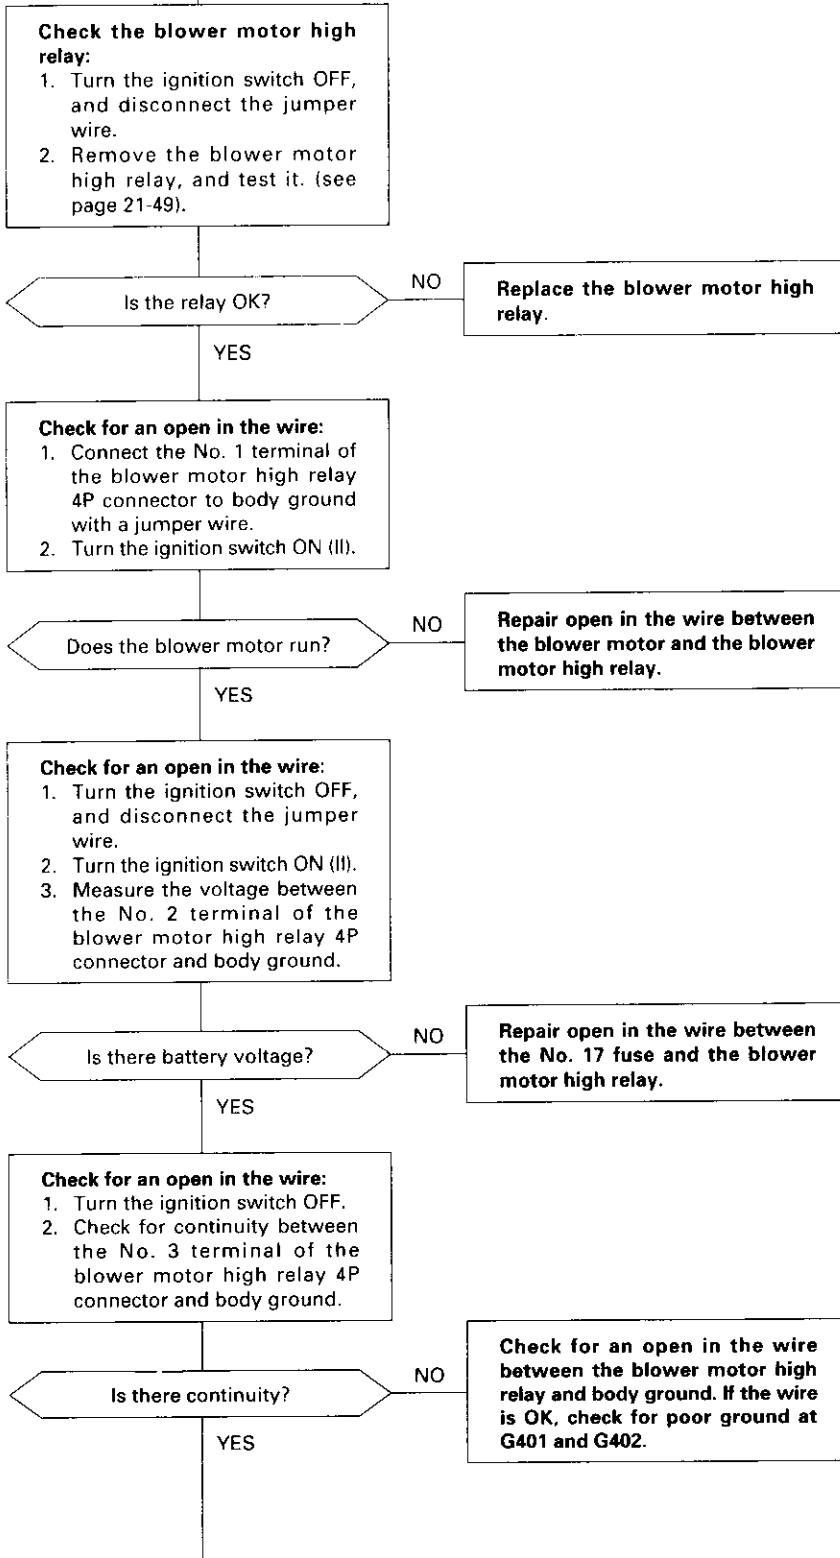 Check the blower motor high
relay:
1. Turn the ignition switch OFF,
and disconnect the jumper
wire.
2. Remove the blower motor
high relay, and test it. (see
page 21-49).
Is the relay OK?
NO
Replace the blower motor high
relay.
YES
Check for an open in the wire:
1. Connect the No. 1 terminal of
the blower motor high relay
4P connector to body ground
with a jumper wire.
2. Turn the ignition switch ON (II).
Does the blower motor run?
NO
Repair open in the wire between
the blower motor and the blower
motor high relay.
YES
Check for an open in the wire:
1. Turn the ignition switch OFF,
and disconnect the jumper
wire.
2. Turn the ignition switch ON (II).
3. Measure the voltage between
the No. 2 terminal of the
blower motor high relay 4P
connector and body ground.
Is there battery voltage?
NO
Repair open in the wire between
the No. 17 fuse and the blower
motor high relay.
YES
Check for an open in the wire:
1. Turn the ignition switch OFF.
2. Check for continuity between
the No. 3 terminal of the
blower motor high relay 4P
connector and body ground.
Is there continuity?
NO
Check for an open in the wire
between the blower motor high
relay and body ground. If the wire
is OK, check for poor ground at
G401 and G402.
YES